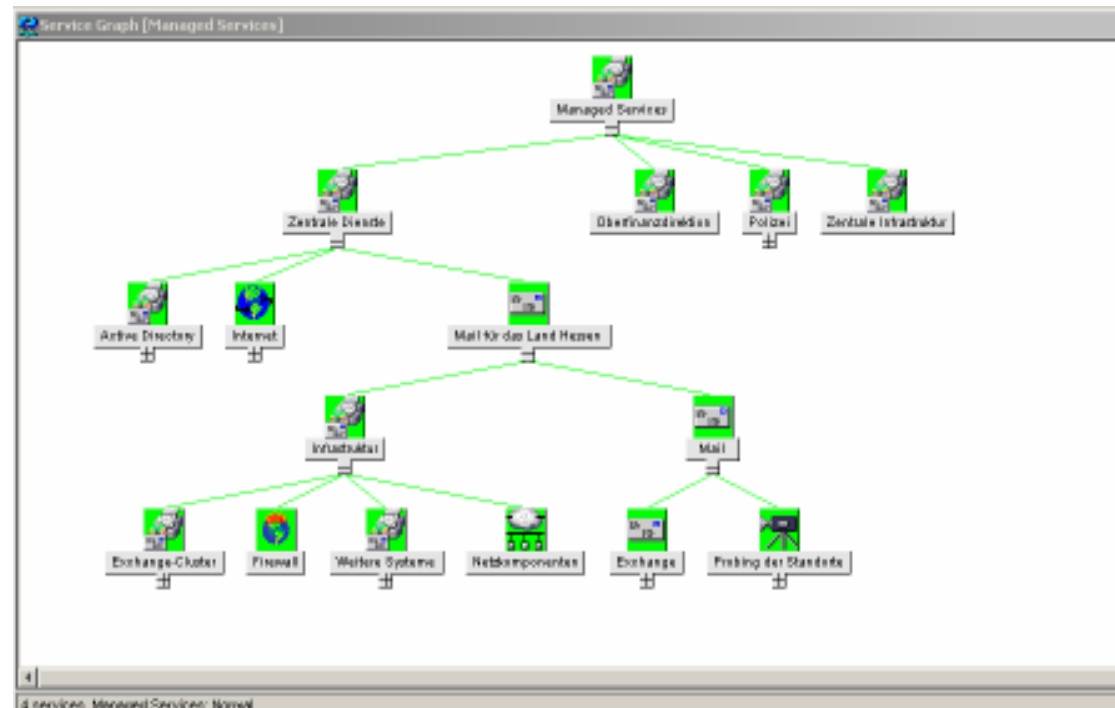 Service Graph [Managed Services]
Managed Services
Zentrale Dienste
Oberfinanzdirektion
Polizei
Zentrale Infrastruktur
Active Directory
Internet
Mail für das Land Hessen
Infrastruktur
Mail
Exchange-Cluster
Firewall
Weitere Systeme
Netzkomponenten
Exchange
Probing der Standorte
4 services. Managed Services: Normal